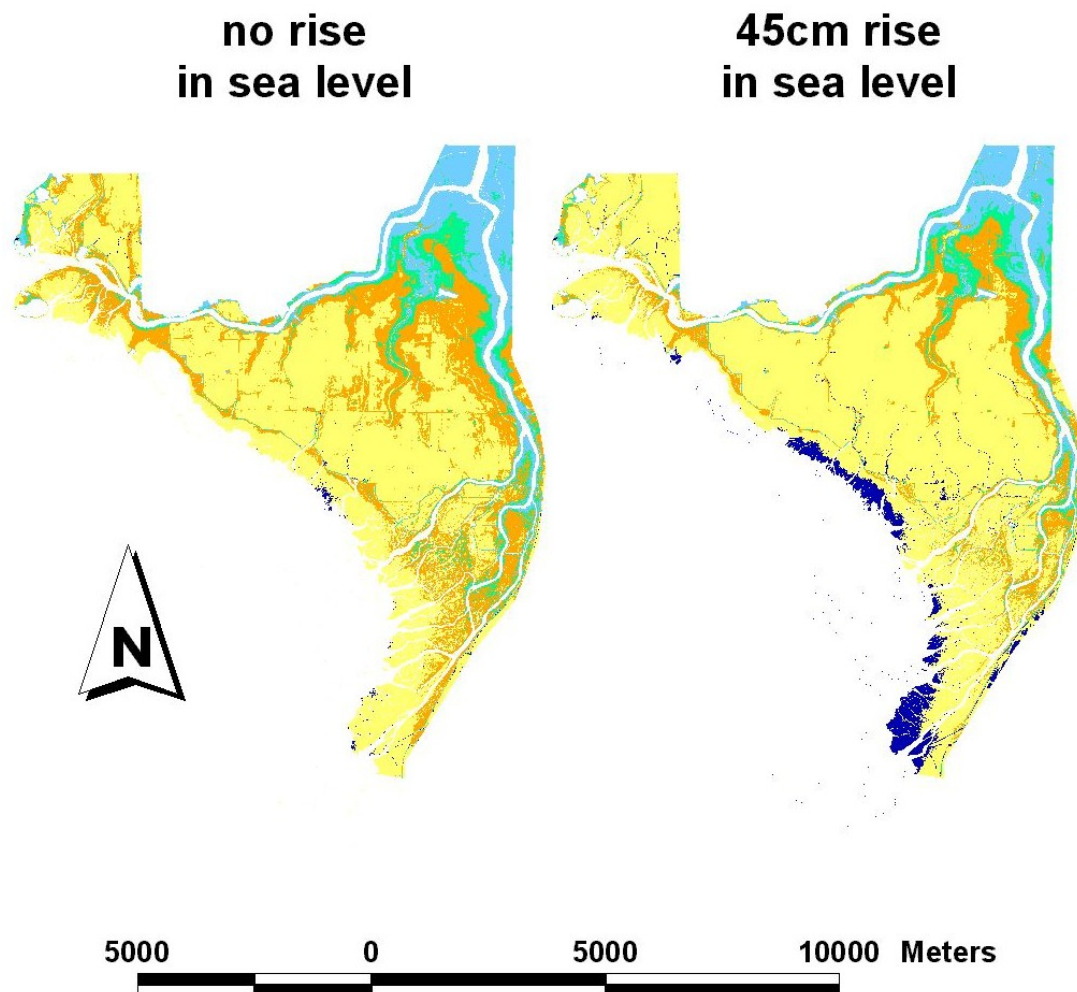 no rise
in sea level
45cm rise
in sea level
N
5000 0 5000 10000 Meters